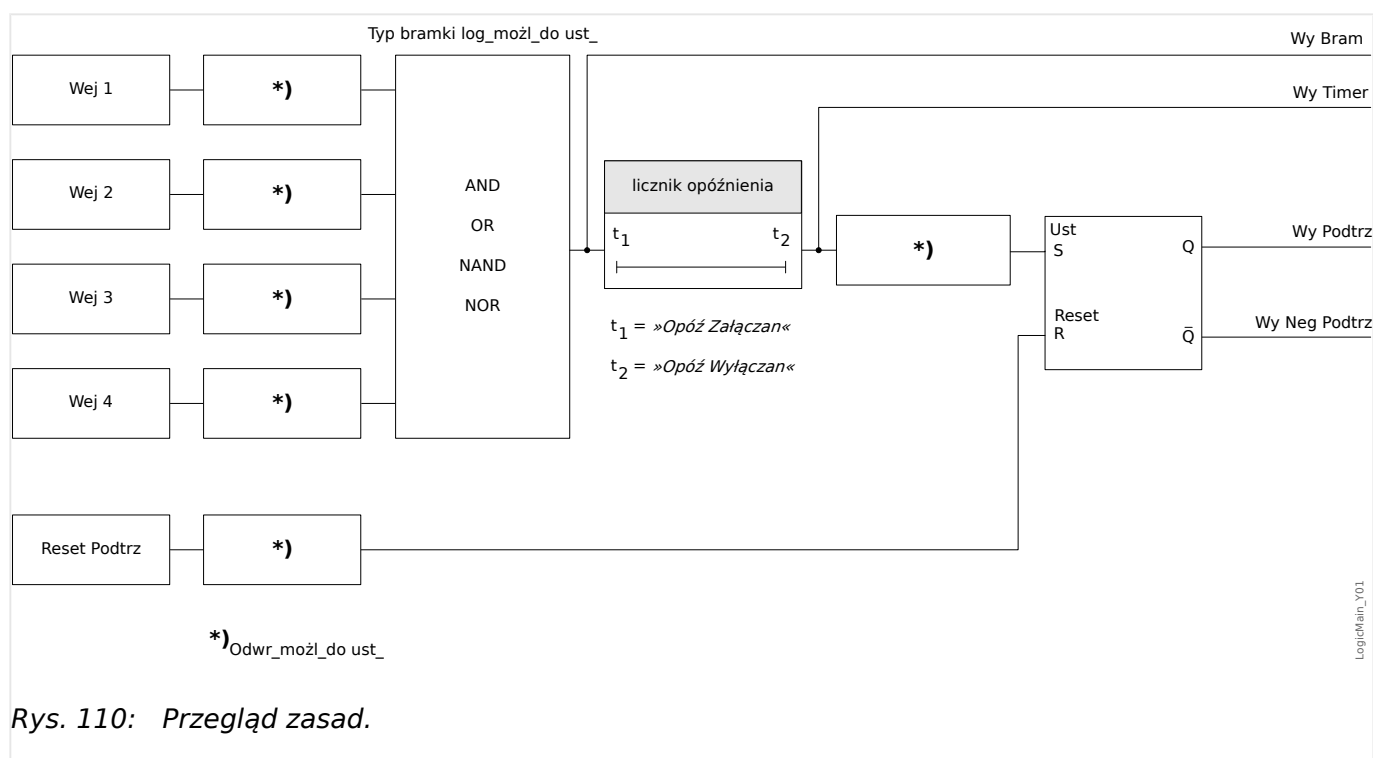 Typ bramki log_możl_do ust_
Wy Bram
Wej 1
*)
Wy Timer
Wej 2
*)
AND
OR
NAND
NOR
licznik opóźnienia
t1
t2
*)
Ust
S
Q
Wy Podtrz
Wej 3
*)
t1 = »Opóź Załączan«
t2 = »Opóź Wyłączan«
Reset
R
Q̅
Wy Neg Podtrz
Wej 4
*)
Reset Podtrz
*)
*)Odwr_możl_do ust_
LogicMain_Y01
Rys. 110: Przegląd zasad.